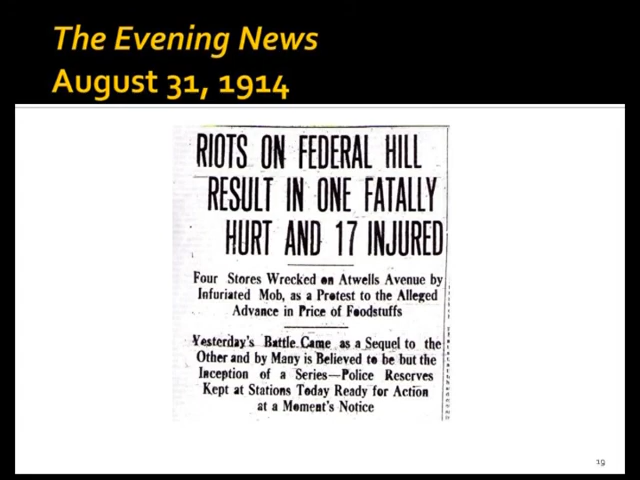 The Evening News
August 31, 1914
RIOTS ON FEDERAL HILL
RESULT IN ONE FATALLY
HURT AND 17 INJURED
Four Stores Wrecked on Atwells Avenue by
Infuriated Mob, as a Protest to the Alleged
Advance in Price of Foodstuffs
Yesterday's Battle Came as a Sequel to the
Other and by Many is Believed to be but the
Inception of a Series—Police Reserves
Kept at Stations Today Ready for Action
at a Moment's Notice
19